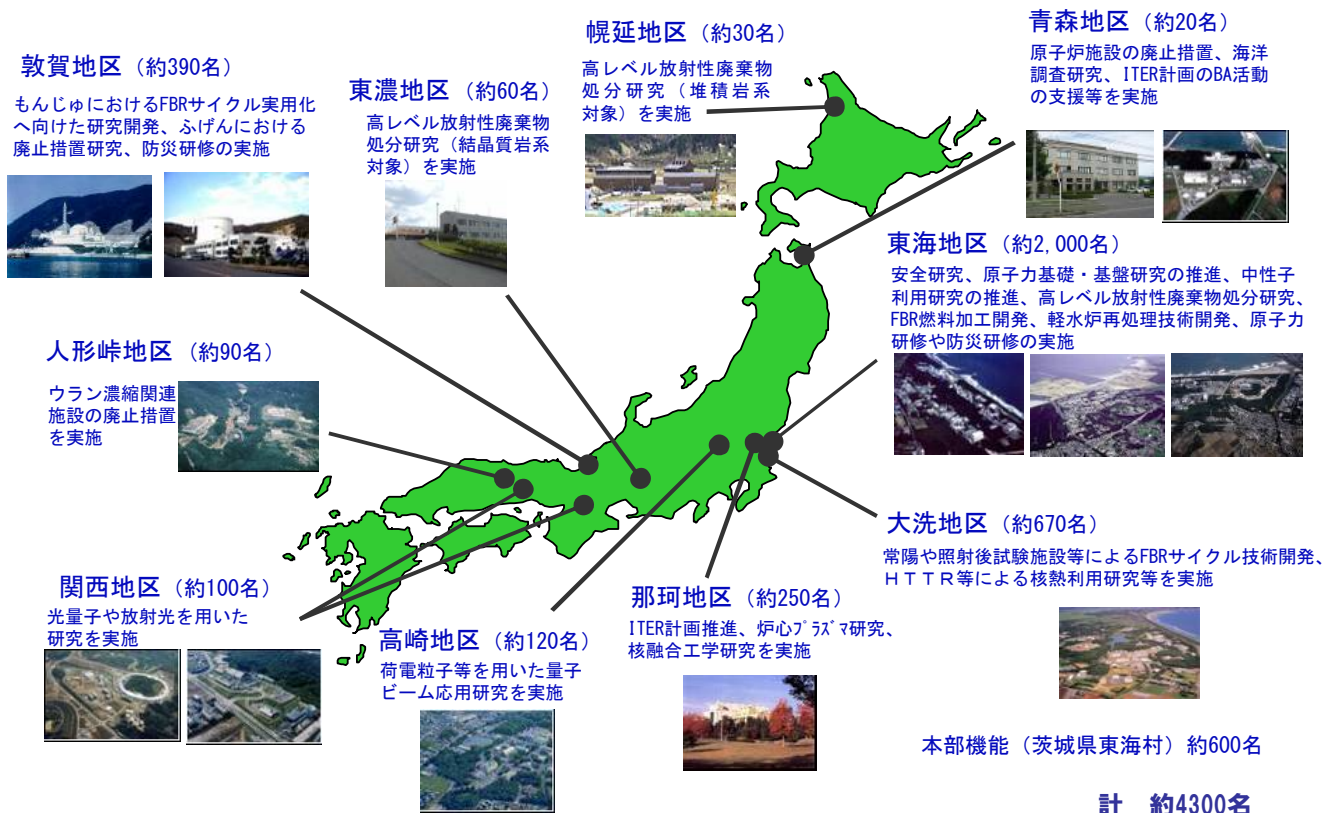 敦賀地区（約390名）
もんじゅにおけるFBRサイクル実用化
へ向けた研究開発、ふげんにおける
廃止措置研究、防災研修の実施
東濃地区（約60名）
高レベル放射性廃棄物
処分研究（結晶質岩系
対象）を実施
幌延地区（約30名）
高レベル放射性廃棄物
処分研究（堆積岩系
対象）を実施
青森地区（約20名）
原子炉施設の廃止措置、海洋
調査研究、ITER計画のBA活動
の支援等を実施
東海地区（約2,000名）
安全研究、原子力基礎・基盤研究の推進、中性子
利用研究の推進、高レベル放射性廃棄物処分研究、
FBR燃料加工開発、軽水炉再処理技術開発、原子力
研修や防災研修の実施
人形峠地区（約90名）
ウラン濃縮関連
施設の廃止措置
を実施
大洗地区（約670名）
常陽や照射後試験施設等によるFBRサイクル技術開発、
ＨＴＴＲ等による核熱利用研究等を実施
関西地区（約100名）
光量子や放射光を用いた
研究を実施
高崎地区（約120名）
荷電粒子等を用いた量子
ビーム応用研究を実施
那珂地区（約250名）
ITER計画推進、炉心ﾌﾟﾗｽﾞﾏ研究、
核融合工学研究を実施
本部機能（茨城県東海村）約600名
計　約4300名